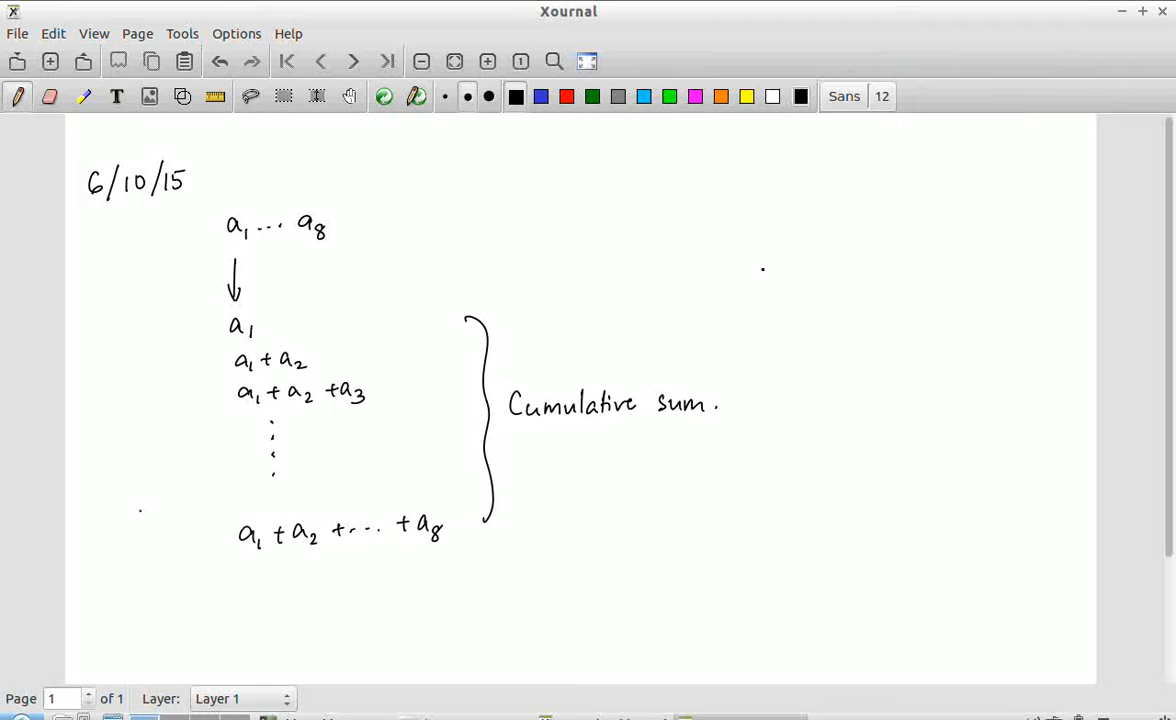 Xournal
File Edit View Page Tools Options Help
Sans 12
6/10/15
a₁ ... a₈
↓
a₁
a₁ + a₂
a₁ + a₂ + a₃
⋮
a₁ + a₂ + ... + a₈
} Cumulative sum.
Page 1 of 1 Layer: Layer 1